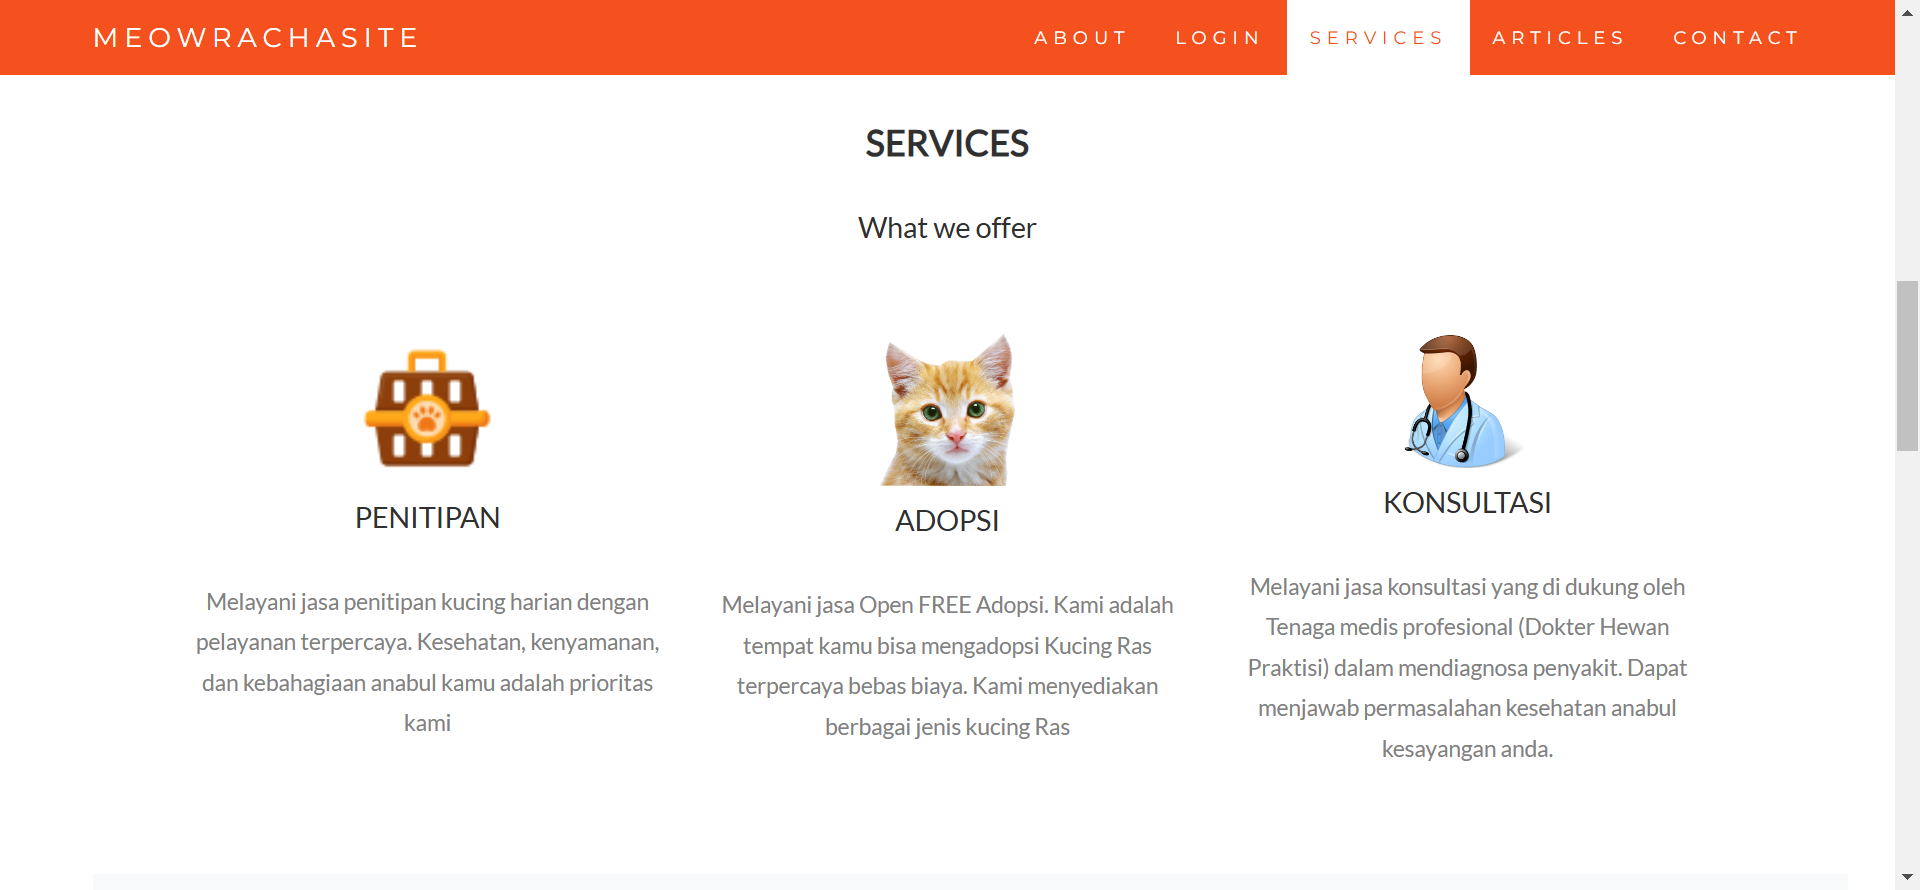 MEOWRACHASITE
ABOUT
LOGIN
SERVICES
ARTICLES
CONTACT
SERVICES
What we offer
PENITIPAN
Melayani jasa penitipan kucing harian dengan
pelayanan terpercaya. Kesehatan, kenyamanan,
dan kebahagiaan anabul kamu adalah prioritas
kami
ADOPSI
Melayani jasa Open FREE Adopsi. Kami adalah
tempat kamu bisa mengadopsi Kucing Ras
terpercaya bebas biaya. Kami menyediakan
berbagai jenis kucing Ras
KONSULTASI
Melayani jasa konsultasi yang di dukung oleh
Tenaga medis profesional (Dokter Hewan
Praktisi) dalam mendiagnosa penyakit. Dapat
menjawab permasalahan kesehatan anabul
kesayangan anda.